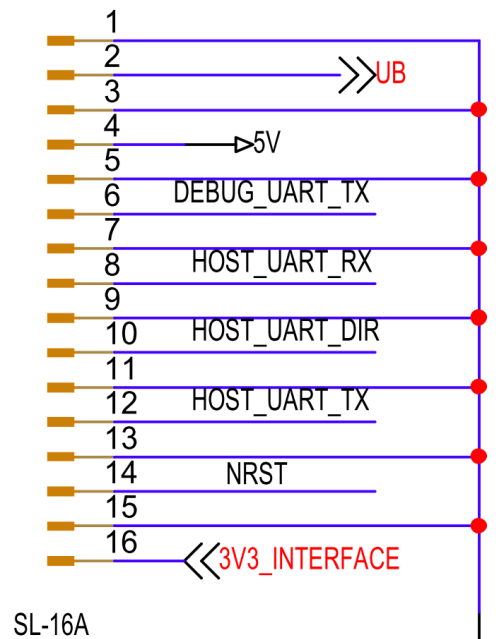 1
2
UB
3
4
5V
5
DEBUG_UART_TX
6
7
HOST_UART_RX
8
9
HOST_UART_DIR
10
11
HOST_UART_TX
12
13
NRST
14
15
16
3V3_INTERFACE
SL-16A